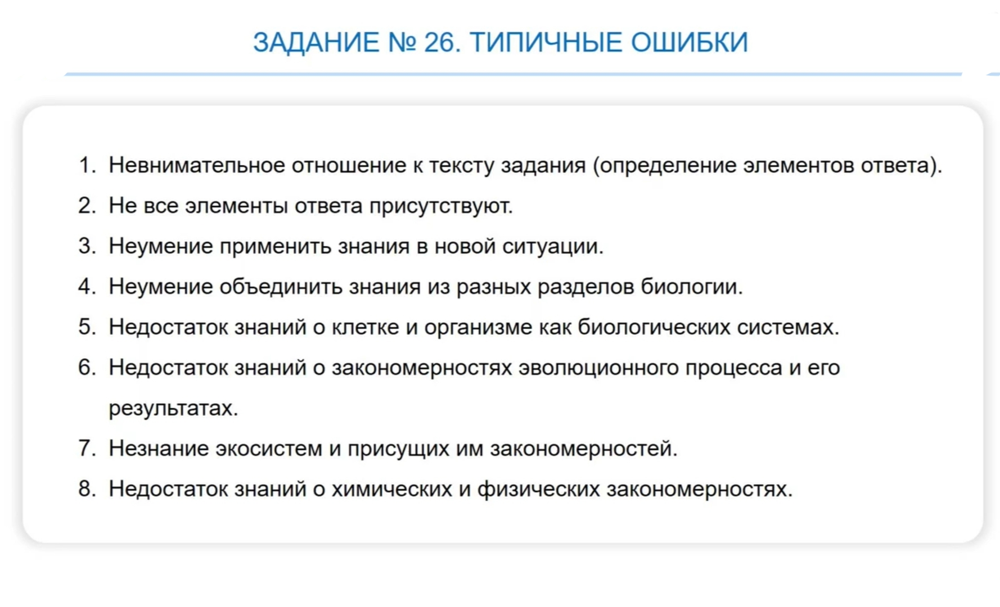 ЗАДАНИЕ № 26. ТИПИЧНЫЕ ОШИБКИ
1. Невнимательное отношение к тексту задания (определение элементов ответа).
2. Не все элементы ответа присутствуют.
3. Неумение применить знания в новой ситуации.
4. Неумение объединить знания из разных разделов биологии.
5. Недостаток знаний о клетке и организме как биологических системах.
6. Недостаток знаний о закономерностях эволюционного процесса и его
результатах.
7. Незнание экосистем и присущих им закономерностей.
8. Недостаток знаний о химических и физических закономерностях.